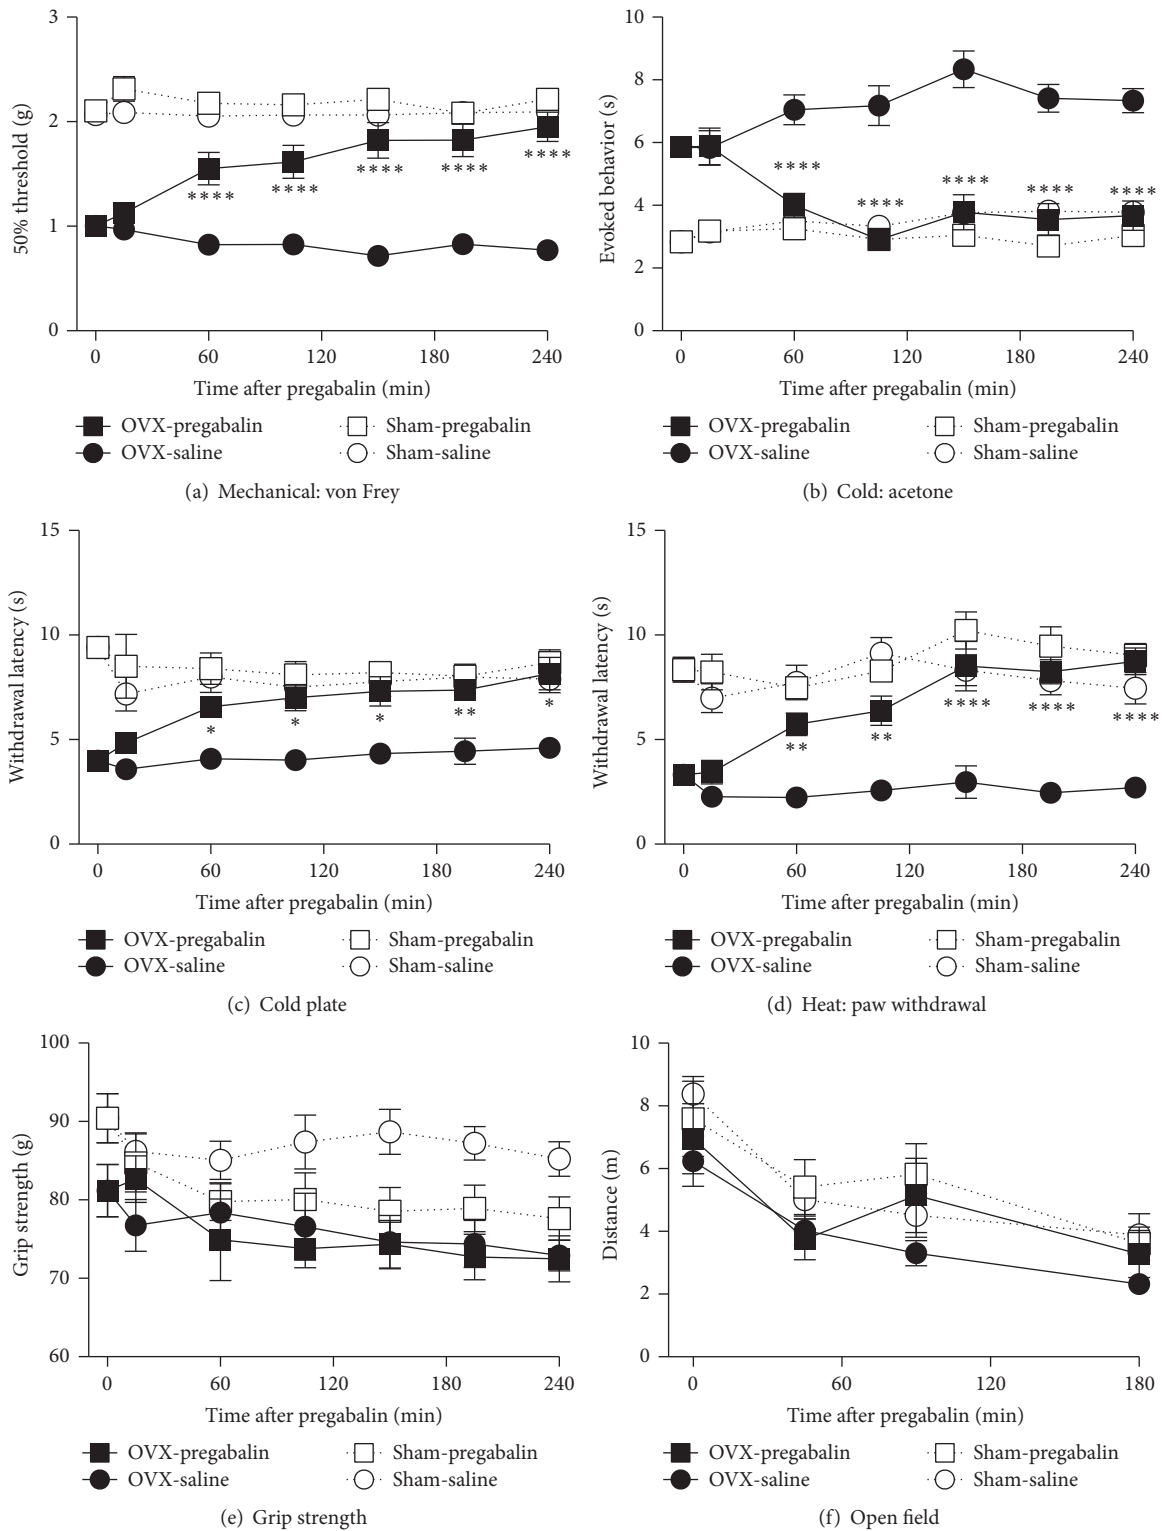 3
2
1
0
50% threshold (g)
****
****
****
****
****
0
60
120
180
240
Time after pregabalin (min)
OVX-pregabalin
Sham-pregabalin
OVX-saline
Sham-saline
(a) Mechanical: von Frey
10
8
6
4
2
0
Evoked behavior (s)
****
****
****
****
****
0
60
120
180
240
Time after pregabalin (min)
OVX-pregabalin
Sham-pregabalin
OVX-saline
Sham-saline
(b) Cold: acetone
15
10
5
0
Withdrawal latency (s)
*
*
*
**
*
0
60
120
180
240
Time after pregabalin (min)
OVX-pregabalin
Sham-pregabalin
OVX-saline
Sham-saline
(c) Cold plate
15
10
5
0
Withdrawal latency (s)
**
**
****
****
****
0
60
120
180
240
Time after pregabalin (min)
OVX-pregabalin
Sham-pregabalin
OVX-saline
Sham-saline
(d) Heat: paw withdrawal
100
90
80
70
60
Grip strength (g)
0
60
120
180
240
Time after pregabalin (min)
OVX-pregabalin
Sham-pregabalin
OVX-saline
Sham-saline
(e) Grip strength
10
8
6
4
2
0
Distance (m)
0
60
120
180
Time after pregabalin (min)
OVX-pregabalin
Sham-pregabalin
OVX-saline
Sham-saline
(f) Open field